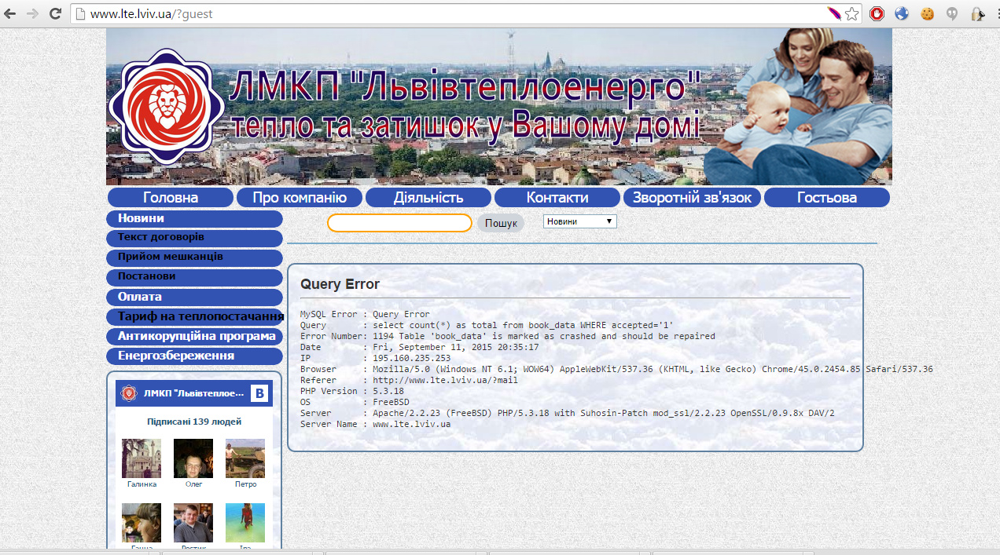 www.lte.lviv.ua/?guest
ЛМКП "Львівтеплоенерго"
тепло та затишок у Вашому домі
Головна Про компанію Діяльність Контакти Зворотній зв'язок Гостьова
Новини
Текст договорів
Прийом мешканців
Постанови
Оплата
Тариф на теплопостачання
Антикорупційна програма
Енергозбереження
Пошук Новини
Query Error
MySQL Error : Query Error
Query : select count(*) as total from book_data WHERE accepted='1'
Error Number: 1194 Table 'book_data' is marked as crashed and should be repaired
Date : Fri, September 11, 2015 20:35:17
IP : 195.160.235.253
Browser : Mozilla/5.0 (Windows NT 6.1; WOW64) AppleWebKit/537.36 (KHTML, like Gecko) Chrome/45.0.2454.85 Safari/537.36
Referer : http://www.lte.lviv.ua/?mail
PHP Version : 5.3.18
OS : FreeBSD
Server : Apache/2.2.23 (FreeBSD) PHP/5.3.18 with Suhosin-Patch mod_ssl/2.2.23 OpenSSL/0.9.8x DAV/2
Server Name : www.lte.lviv.ua
ЛМКП "Львівтеплое... B
Підписані 139 людей
Галинка Олег Петро
Ганна Ростик Іра